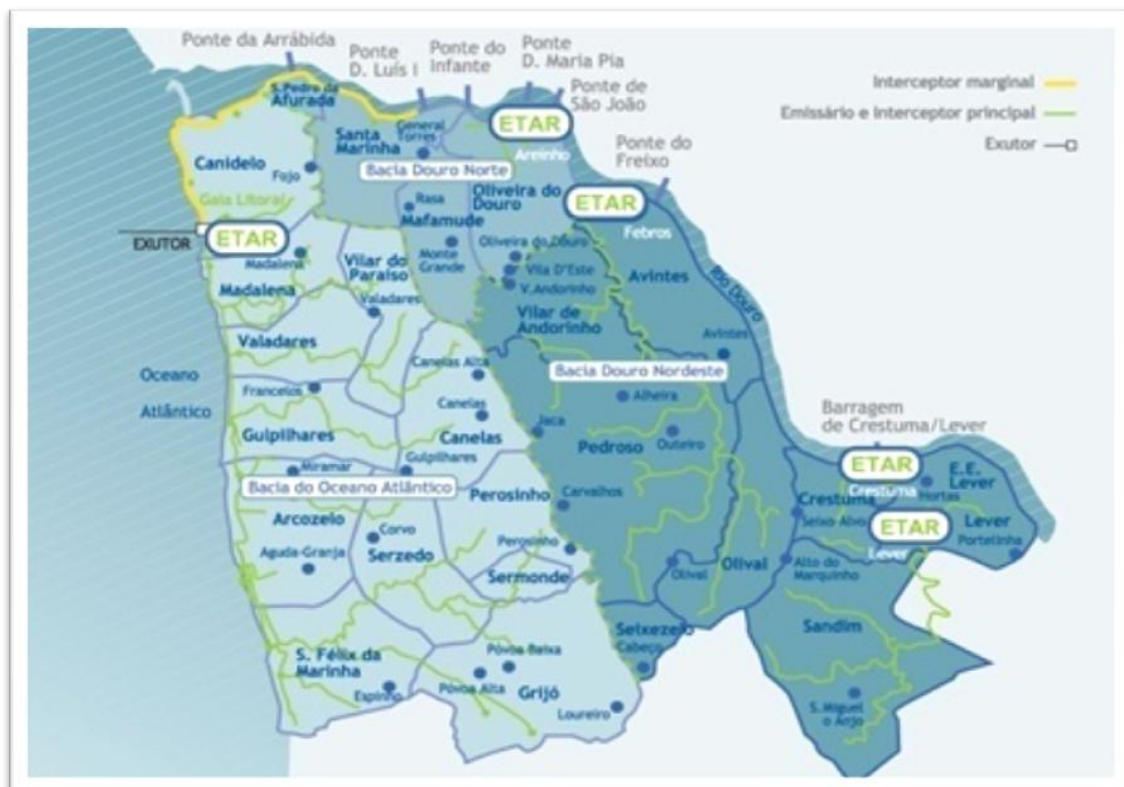 Ponte da Arrábida
Ponte
D. Luís I
Ponte do
Infante
Ponte
D. Maria Pia
Ponte de
São João
Ponte do
Freixo
Interceptor marginal
Emissário e Interceptor principal
Exutor
S. Pedro da
Afurada
Canidelo
Fojo
Gaia Litoral
ETAR
EXUTOR
Santa
Marinha
General
Torres
ETAR
Areinho
Bacia Douro Norte
Rasa
Mafamude
Oliveira do
Douro
ETAR
Febros
Monte
Grande
Oliveira do Douro
Vila D'Este
V.Andorinho
Avintes
Rio Douro
Madalena
Madalena
Vilar do
Paraíso
Valadares
Valadares
Vilar de
Andorinho
Avintes
Oceano
Atlântico
Canelas Alta
Bacia Douro Nordeste
Francelos
Canelas
Canelas
Alheira
Jaca
Pedroso
Outeiro
Gulpilhares
Gulpilhares
Miramar
Bacia do Oceano Atlântico
Barragem
de Crestuma/Lever
ETAR
Crestuma
E.E.
Lever
Hortas
Perosinho
Carvalhos
Crestuma
Seixo-Alvo
ETAR
Lever
Lever
Portelinha
Arcozelo
Corvo
Serzedo
Aguda-Granja
Perosinho
Sermonde
Olival
Olival
Alto do
Marquinho
Seixezelo
Cabeço
Sandim
S. Félix da
Marinha
Espinho
Póvoa Baixa
Póvoa Alta
Grijó
Loureiro
S.Miguel
o Anjo